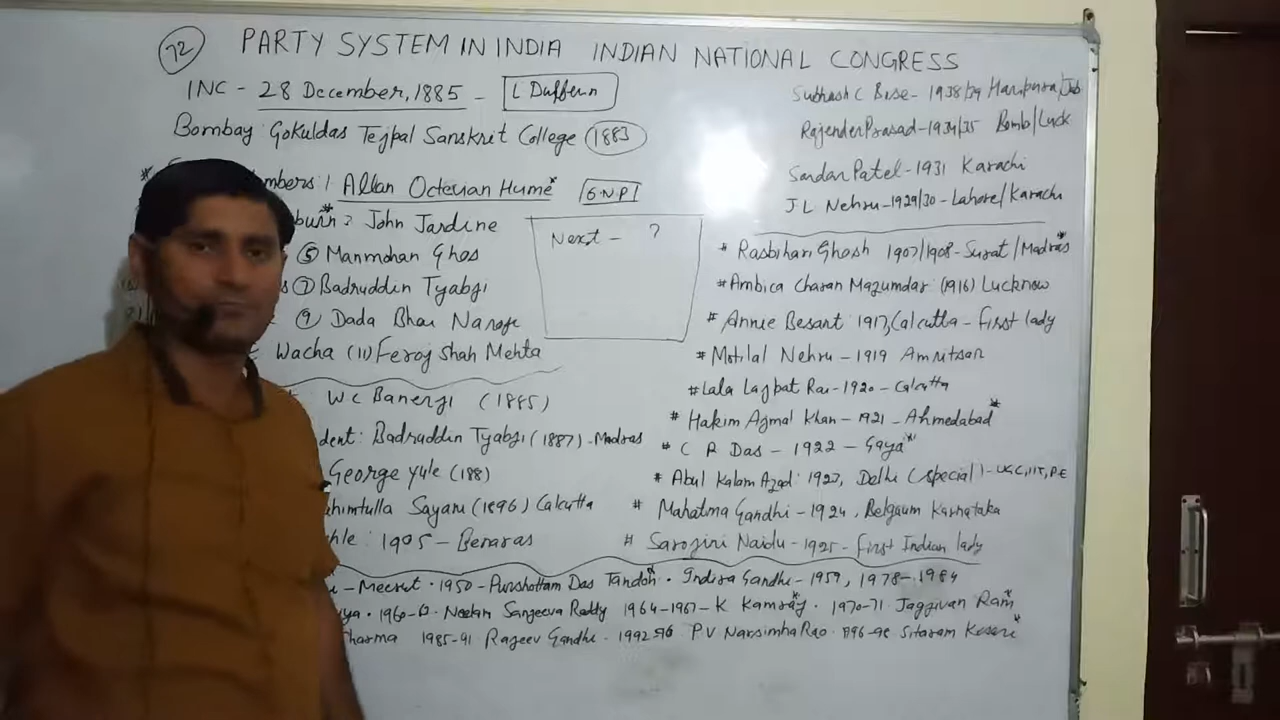 72 PARTY SYSTEM IN INDIA INDIAN NATIONAL CONGRESS
INC - 28 December, 1885 - L Dufferin
Bombay Gokuldas Tejpal Sanskrit College 1883
mbers / Allan Octevian Hume* G.N.P /
burn* ? John Jardine
⑤ Manmohan Ghos
⑦ Badruddin Tyabji
⑨ Dada Bhai Naroji
Wacha (11) Feroj Shah Mehta
W C Banerji (1885)
dent: Badruddin Tyabji (1887) - Madras
George Yule (188)
himtulla Sayani (1896) Calcutta
hle: 1905 - Benaras
Next - ?
Subhash C Bose - 1938/39 Haripura/Jab
Rajender Prasad - 1934/35 Bomb/Luck
Sardar Patel - 1931 Karachi
J L Nehru - 1929/30 - Lahore/Karachi
* Rasbihari Ghosh 1907/1908 - Surat/Madras*
* Ambica Charan Mazumdar (1916) Lucknow
* Annie Besant 1917, Calcutta - First lady
# Motilal Nehru - 1919 Amritsar
# Lala Lajpat Rai - 1920 - Calcutta
# Hakim Ajmal Khan - 1921 - Ahmedabad*
* C R Das - 1922 - Gaya*
* Abul Kalam Azad: 1923, Delhi (special) - UGC, IIT, P.E
# Mahatma Gandhi - 1924, Belgaum Karnataka
# Sarojini Naidu - 1925 - First Indian lady
- Meerut · 1950 - Purshottam Das Tandon* · Indira Gandhi - 1959, 1978-1984
ya · 1960- Neelam Sanjeeva Reddy 1964-1967 - K Kamraj* · 1970-71 Jagjivan Ram*
Sharma 1985-91 Rajeev Gandhi · 1992-96 P V Narsimha Rao · 1996-98 Sitaram Kesari*